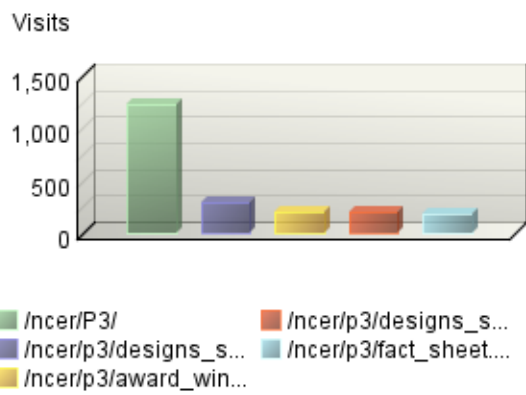 Visits
1,500
1,000
500
0
/ncer/P3/
/ncer/p3/designs_s...
/ncer/p3/designs_s...
/ncer/p3/fact_sheet....
/ncer/p3/award_win...